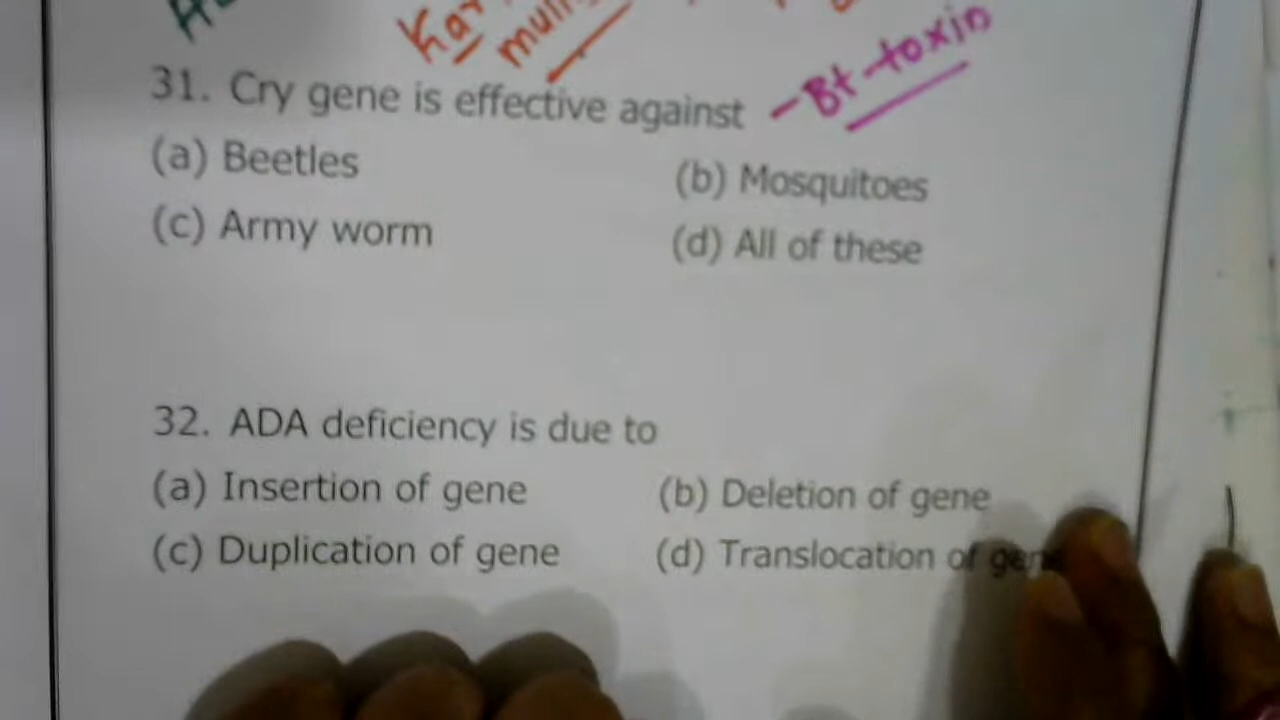 31. Cry gene is effective against - Bt-toxin
(a) Beetles (b) Mosquitoes
(c) Army worm (d) All of these
32. ADA deficiency is due to
(a) Insertion of gene (b) Deletion of gene
(c) Duplication of gene (d) Translocation of